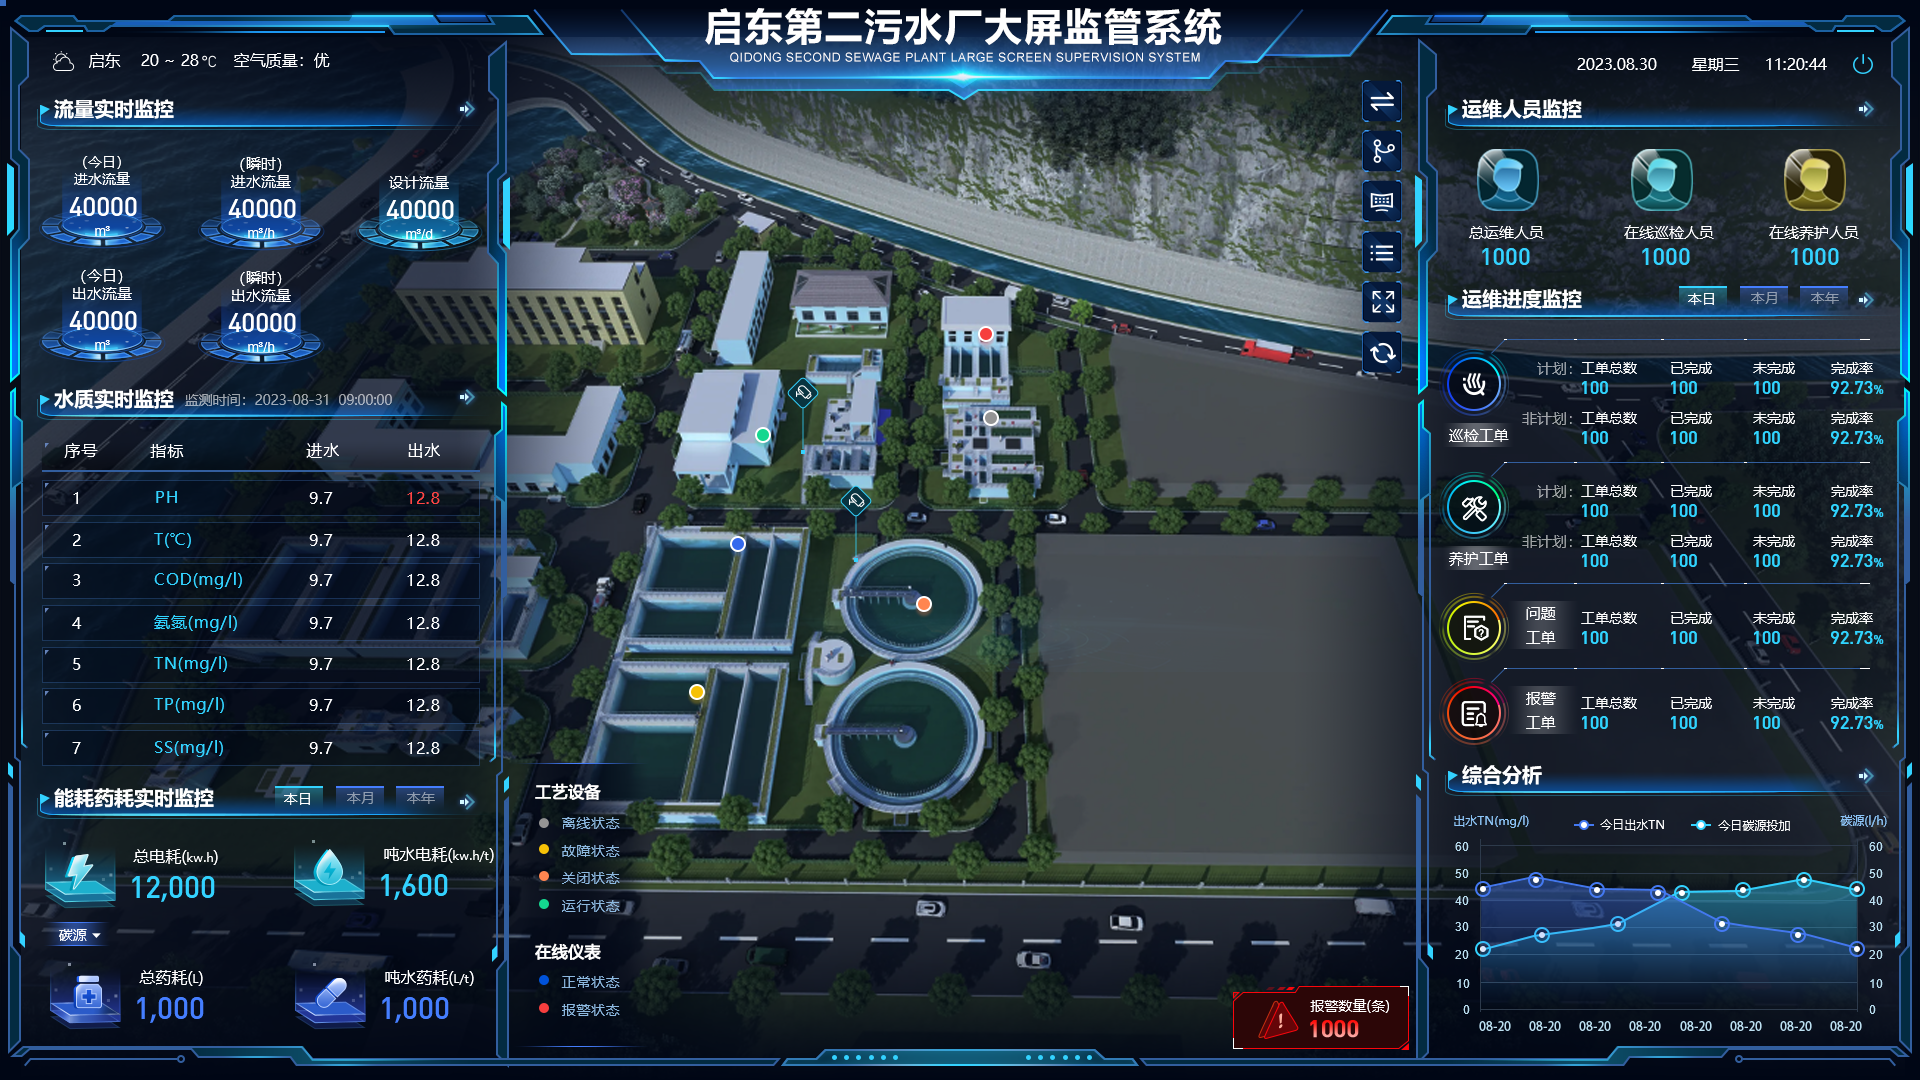 启东第二污水厂大屏监管系统
QIDONG SECOND SEWAGE PLANT LARGE SCREEN SUPERVISION SYSTEM
启东 20 ~ 28℃ 空气质量：优
2023.08.30 星期三 11:20:44
流量实时监控
(今日)
进水流量
40000
m³
(瞬时)
进水流量
40000
m³/h
设计流量
40000
m³/d
(今日)
出水流量
40000
m³
(瞬时)
出水流量
40000
m³/h
水质实时监控 监测时间：2023-08-31 09:00:00
序号 指标 进水 出水
1 PH 9.7 12.8
2 T(℃) 9.7 12.8
3 COD(mg/l) 9.7 12.8
4 氨氮(mg/l) 9.7 12.8
5 TN(mg/l) 9.7 12.8
6 TP(mg/l) 9.7 12.8
7 SS(mg/l) 9.7 12.8
能耗药耗实时监控 本日 本月 本年
总电耗(kw.h)
12,000
吨水电耗(kw.h/t)
1,600
碳源
总药耗(L)
1,000
吨水药耗(L/t)
1,000
工艺设备
离线状态
故障状态
关闭状态
运行状态
在线仪表
正常状态
报警状态
报警数量(条)
1000
运维人员监控
总运维人员
1000
在线巡检人员
1000
在线养护人员
1000
运维进度监控 本日 本月 本年
巡检工单
计划： 工单总数 已完成 未完成 完成率
100 100 100 92.73%
非计划： 工单总数 已完成 未完成 完成率
100 100 100 92.73%
养护工单
计划： 工单总数 已完成 未完成 完成率
100 100 100 92.73%
非计划： 工单总数 已完成 未完成 完成率
100 100 100 92.73%
问题
工单
工单总数 已完成 未完成 完成率
100 100 100 92.73%
报警
工单
工单总数 已完成 未完成 完成率
100 100 100 92.73%
综合分析
出水TN(mg/l) 今日出水TN 今日碳源投加 碳源(l/h)
60 60
50 50
40 40
30 30
20 20
10 10
0 0
08-20 08-20 08-20 08-20 08-20 08-20 08-20 08-20